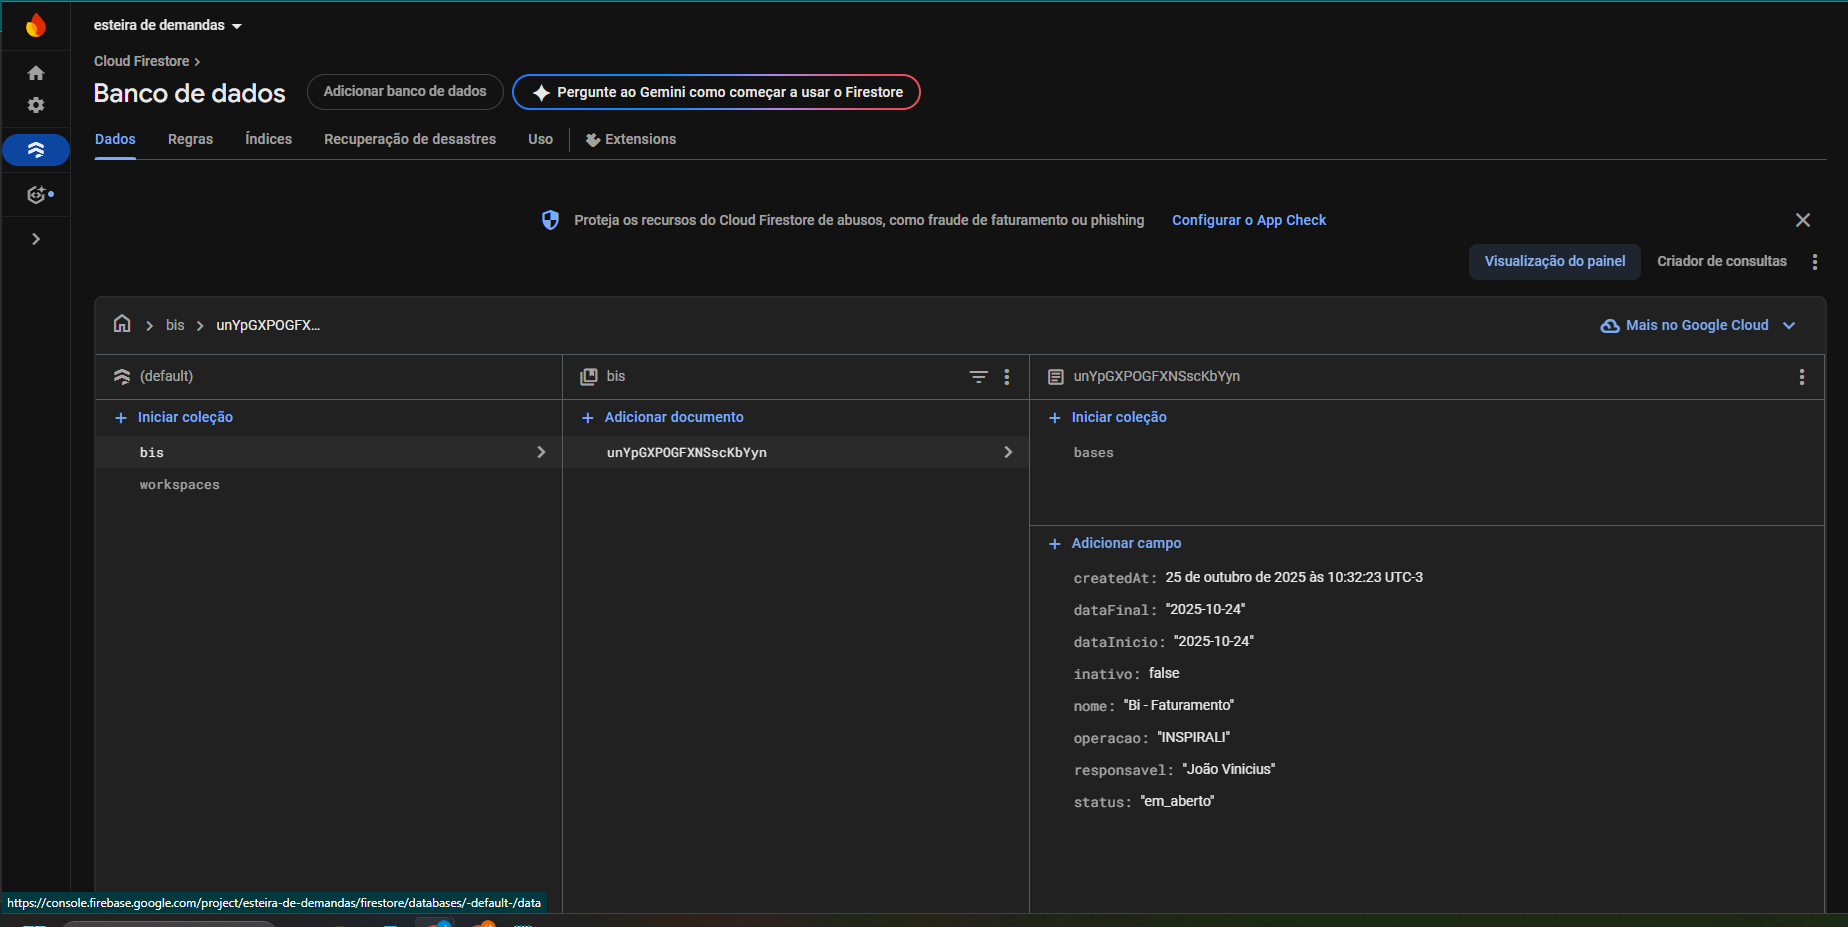 esteira de demandas
Cloud Firestore
Banco de dados
Adicionar banco de dados
Pergunte ao Gemini como começar a usar o Firestore
Dados
Regras
Índices
Recuperação de desastres
Uso
Extensions
Proteja os recursos do Cloud Firestore de abusos, como fraude de faturamento ou phishing
Configurar o App Check
Visualização do painel
Criador de consultas
bis
unYpGXPOGFX...
Mais no Google Cloud
(default)
Iniciar coleção
bis
workspaces
bis
Adicionar documento
unYpGXPOGFXNSscKbYyn
unYpGXPOGFXNSscKbYyn
Iniciar coleção
bases
Adicionar campo
createdAt: 25 de outubro de 2025 às 10:32:23 UTC-3
dataFinal: "2025-10-24"
dataInicio: "2025-10-24"
inativo: false
nome: "Bi - Faturamento"
operacao: "INSPIRALI"
responsavel: "João Vinicius"
status: "em_aberto"
https://console.firebase.google.com/project/esteira-de-demandas/firestore/databases/-default-/data